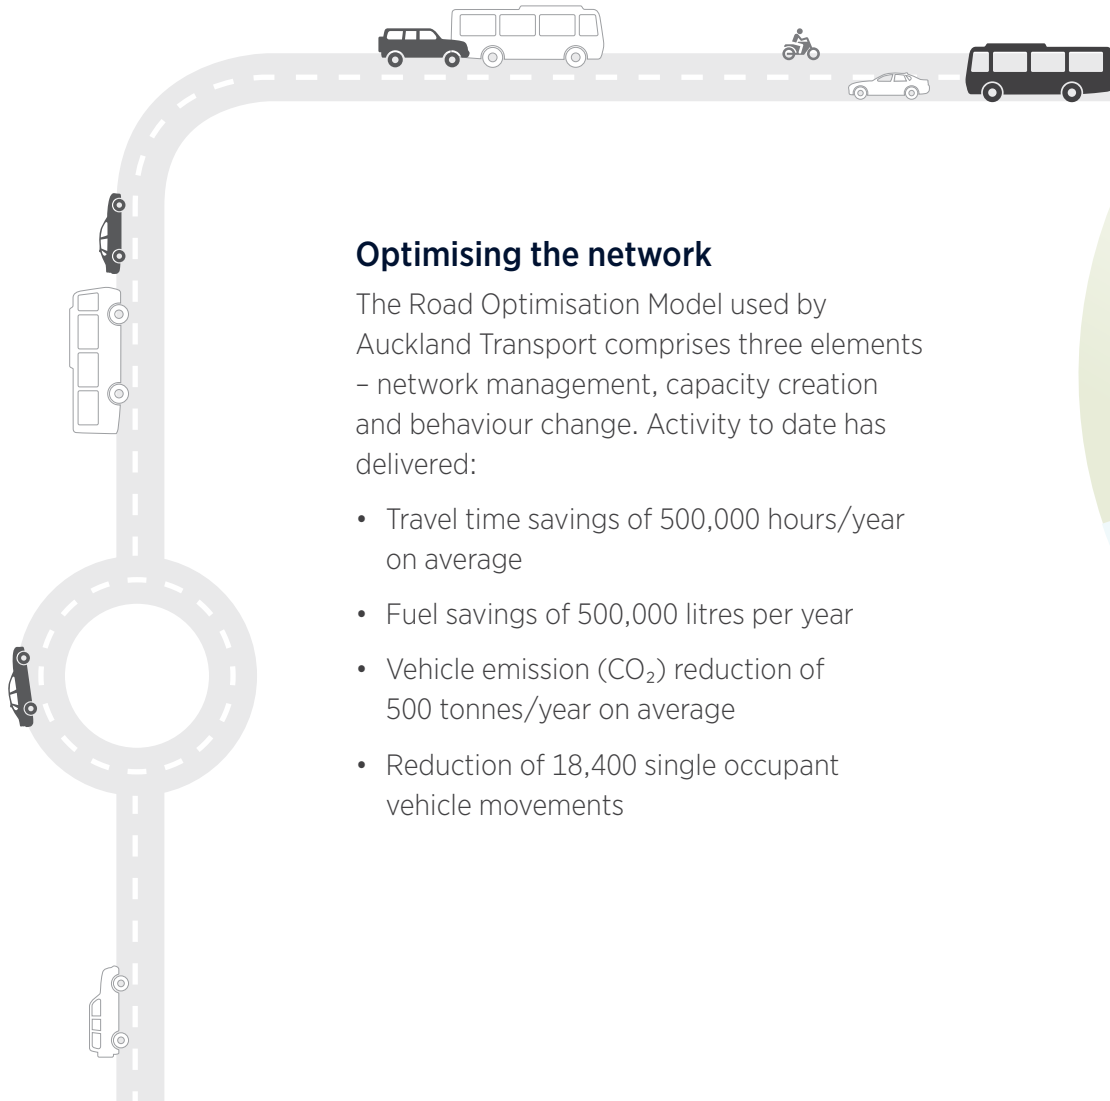 Optimising the network
The Road Optimisation Model used by
Auckland Transport comprises three elements
– network management, capacity creation
and behaviour change. Activity to date has
delivered:
• Travel time savings of 500,000 hours/year
on average
• Fuel savings of 500,000 litres per year
• Vehicle emission (CO₂) reduction of
500 tonnes/year on average
• Reduction of 18,400 single occupant
vehicle movements